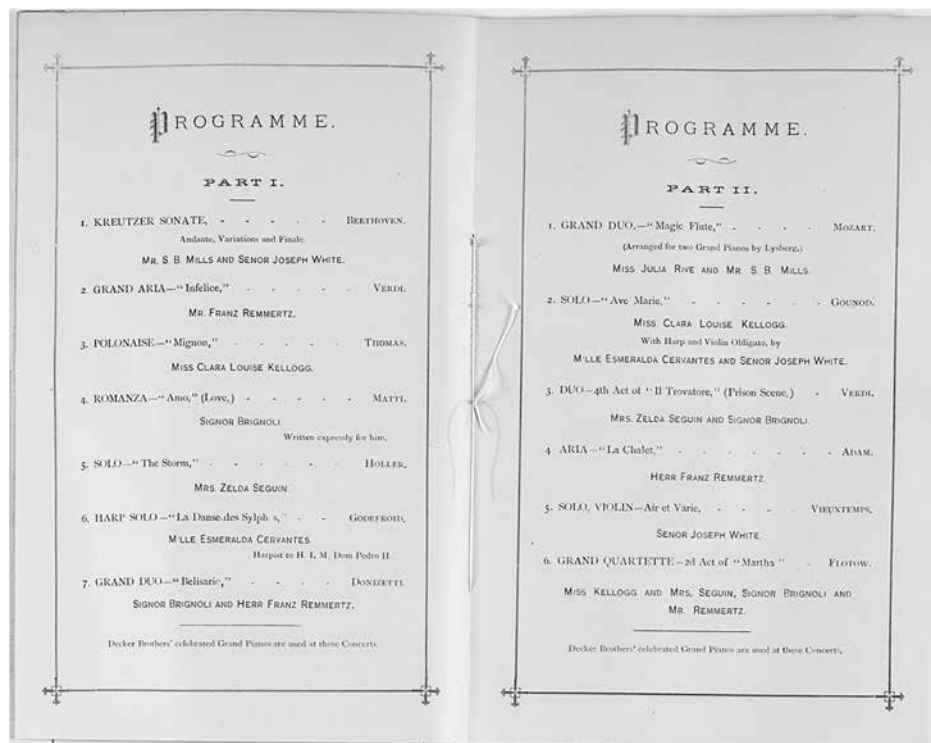 PROGRAMME.
PART I.
1. KREUTZER SONATE, - - - - - BEETHOVEN.
Andante, Variations and Finale.
MR. S. B. MILLS AND SENOR JOSEPH WHITE.
2. GRAND ARIA—"Infelice," - - - - - VERDI.
MR. FRANZ REMMERTZ.
3. POLONAISE—"Mignon," - - - - - THOMAS.
MISS CLARA LOUISE KELLOGG.
4. ROMANZA—"Amo," (Love,) - - - - MATTI.
SIGNOR BRIGNOLI.
Written expressly for him.
5. SOLO—"The Storm," - - - - - - HOLLER.
MRS. ZELDA SEGUIN
6. HARP SOLO—"La Danse des Sylph s," - - GODEFROID.
M'LLE ESMERALDA CERVANTES
Harpist to H. I. M. Dom Pedro II.
7. GRAND DUO—"Belisario," - - - - DONIZETTI.
SIGNOR BRIGNOLI AND HERR FRANZ REMMERTZ.
Decker Brothers' celebrated Grand Pianos are used at these Concerts
PROGRAMME.
PART II.
1. GRAND DUO,—"Magic Flute," - - - - MOZART.
(Arranged for two Grand Pianos by Lysberg.)
MISS JULIA RIVE AND MR. S. B. MILLS.
2. SOLO—"Ave Marie," - - - - - - GOUNOD.
MISS CLARA LOUISE KELLOGG.
With Harp and Violin Obligato, by
M'LLE ESMERALDA CERVANTES AND SENOR JOSEPH WHITE.
3. DUO—4th Act of "Il Trovatore," (Prison Scene,) - VERDI.
MRS. ZELDA SEGUIN AND SIGNOR BRIGNOLI.
4 ARIA—"La Chalet," - - - - - - ADAM.
HERR FRANZ REMMERTZ.
5. SOLO, VIOLIN—Air et Varie, - - - VIEUXTEMPS.
SENOR JOSEPH WHITE.
6. GRAND QUARTETTE—2d Act of "Martha" - - FLOTOW.
MISS KELLOGG AND MRS. SEGUIN, SIGNOR BRIGNOLI AND
MR. REMMERTZ.
Decker Brothers' celebrated Grand Pianos are used at these Concerts.